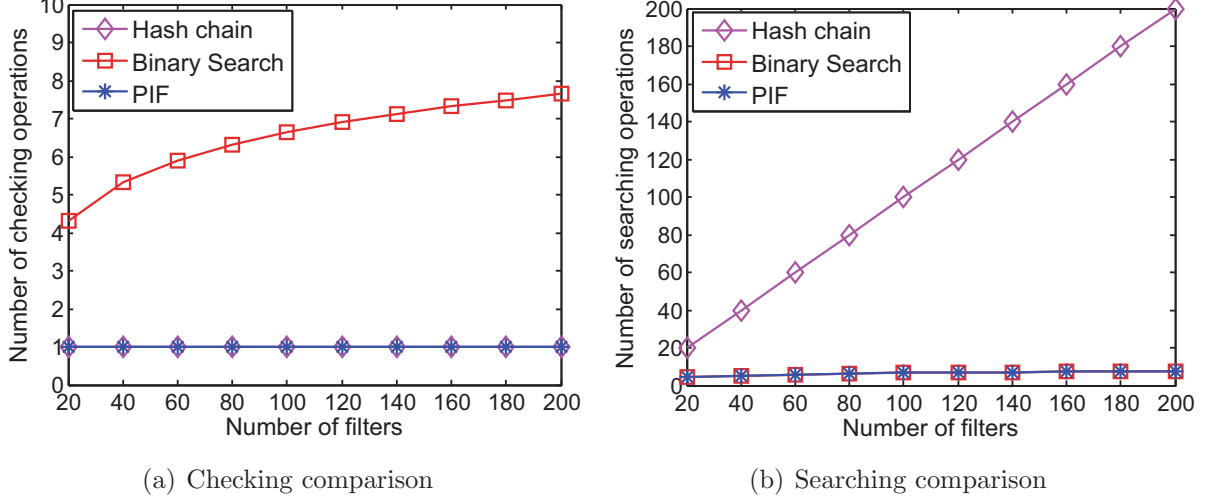 10
9
8
7
6
5
4
3
2
1
0
Number of checking operations
Hash chain
Binary Search
PIF
20 40 60 80 100 120 140 160 180 200
Number of filters
(a) Checking comparison
200
180
160
140
120
100
80
60
40
20
0
Number of searching operations
Hash chain
Binary Search
PIF
20 40 60 80 100 120 140 160 180 200
Number of filters
(b) Searching comparison